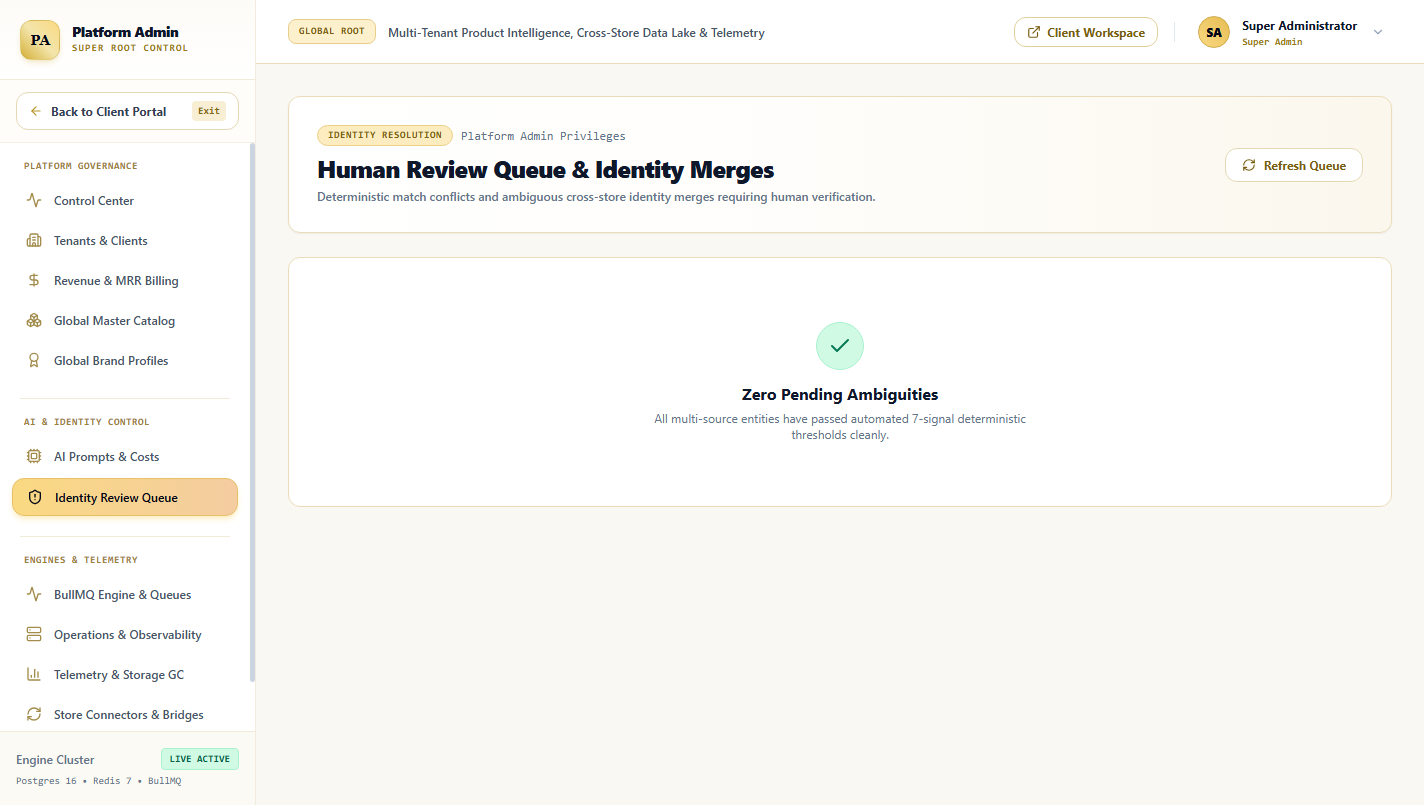 PA
Platform Admin
SUPER ROOT CONTROL
Back to Client Portal
Exit
PLATFORM GOVERNANCE
Control Center
Tenants & Clients
Revenue & MRR Billing
Global Master Catalog
Global Brand Profiles
AI & IDENTITY CONTROL
AI Prompts & Costs
Identity Review Queue
ENGINES & TELEMETRY
BullMQ Engine & Queues
Operations & Observability
Telemetry & Storage GC
Store Connectors & Bridges
Engine Cluster
LIVE ACTIVE
Postgres 16 • Redis 7 • BullMQ
GLOBAL ROOT
Multi-Tenant Product Intelligence, Cross-Store Data Lake & Telemetry
Client Workspace
SA
Super Administrator
Super Admin
IDENTITY RESOLUTION
Platform Admin Privileges
Human Review Queue & Identity Merges
Deterministic match conflicts and ambiguous cross-store identity merges requiring human verification.
Refresh Queue
Zero Pending Ambiguities
All multi-source entities have passed automated 7-signal deterministic
thresholds cleanly.